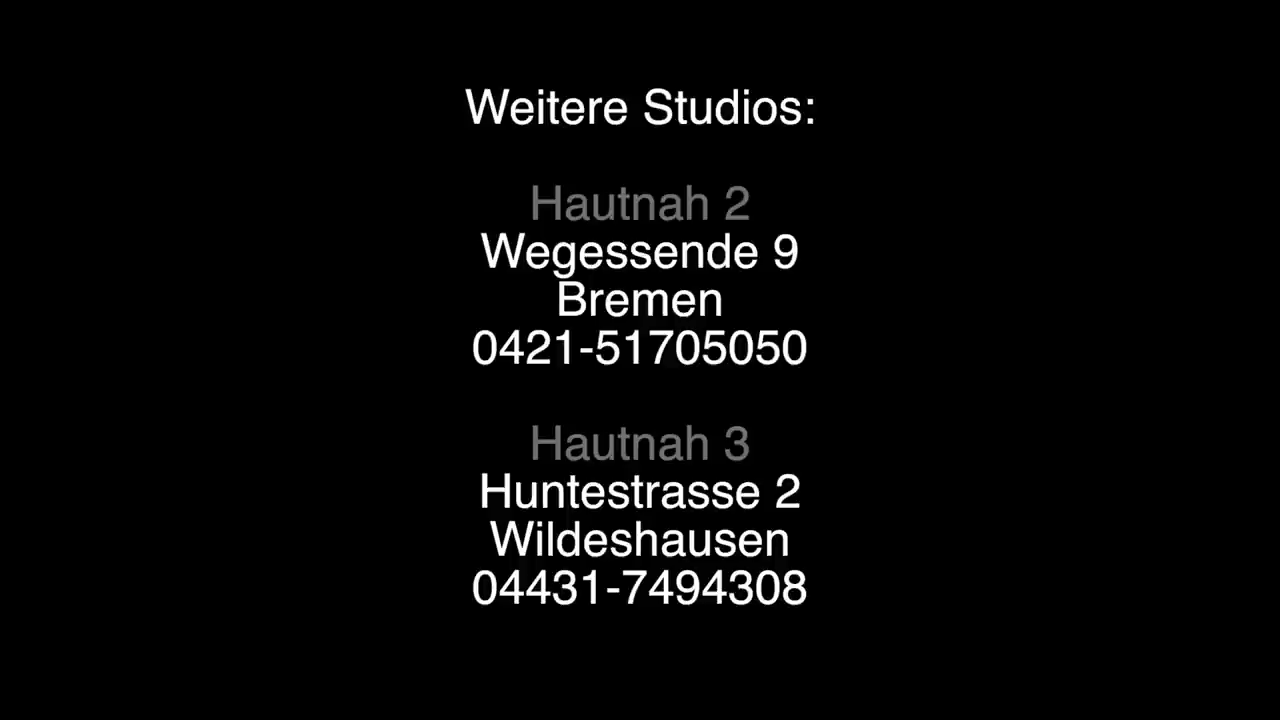 Weitere Studios:
Hautnah 2
Wegessende 9
Bremen
0421-51705050
Hautnah 3
Huntestrasse 2
Wildeshausen
04431-7494308